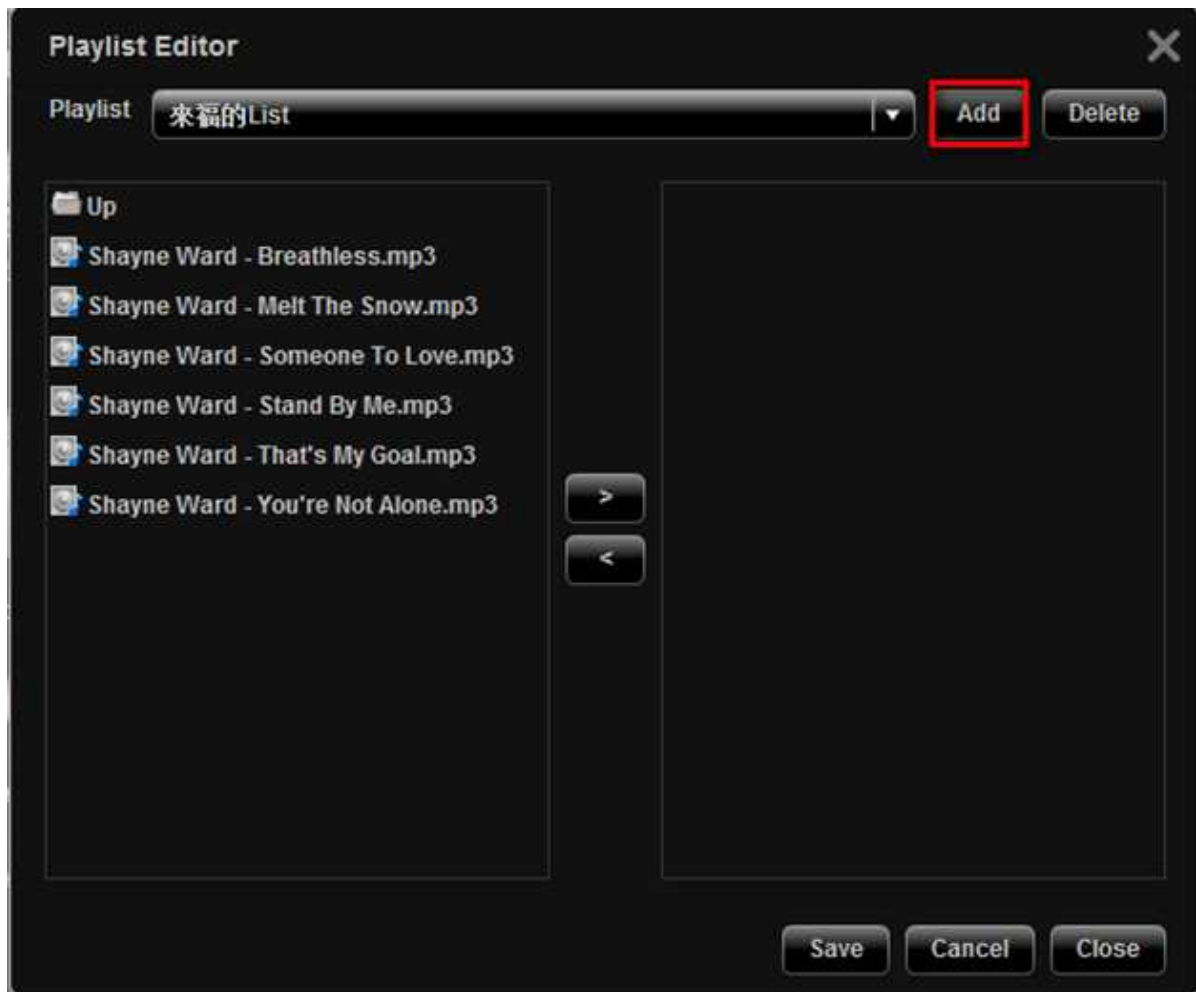 Playlist Editor
Playlist 來福的List Add Delete
Up
Shayne Ward - Breathless.mp3
Shayne Ward - Melt The Snow.mp3
Shayne Ward - Someone To Love.mp3
Shayne Ward - Stand By Me.mp3
Shayne Ward - That's My Goal.mp3
Shayne Ward - You're Not Alone.mp3
>
<
Save Cancel Close